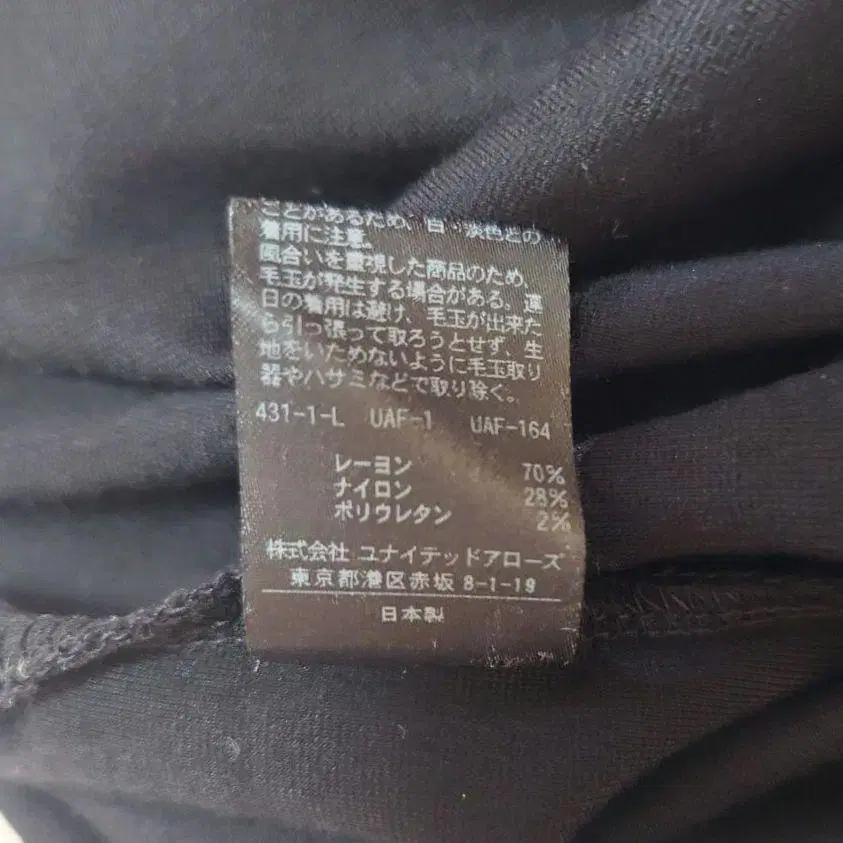 ことがあるため、白・淡色との
着用に注意。
風合いを重視した商品のため、
毛玉が発生する場合がある。連
日の着用は避け、毛玉が出来た
ら引っ張って取ろうとせず、生
地をいためないように毛玉取り
器やハサミなどで取り除く。
431-1-L UAF-1 UAF-164
レーヨン 70%
ナイロン 28%
ポリウレタン 2%
株式会社 ユナイテッドアローズ
東京都港区赤坂 8-1-19
日本製